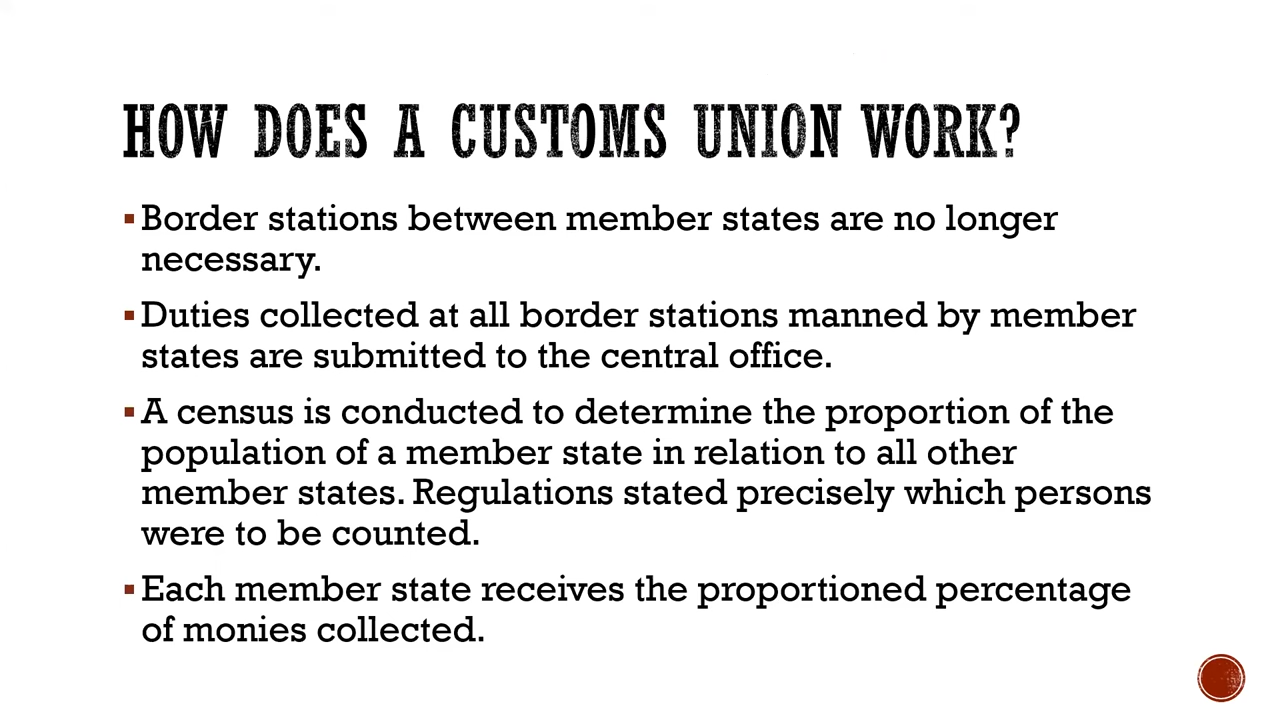 HOW DOES A CUSTOMS UNION WORK?
▪ Border stations between member states are no longer
necessary.
▪ Duties collected at all border stations manned by member
states are submitted to the central office.
▪ A census is conducted to determine the proportion of the
population of a member state in relation to all other
member states. Regulations stated precisely which persons
were to be counted.
▪ Each member state receives the proportioned percentage
of monies collected.